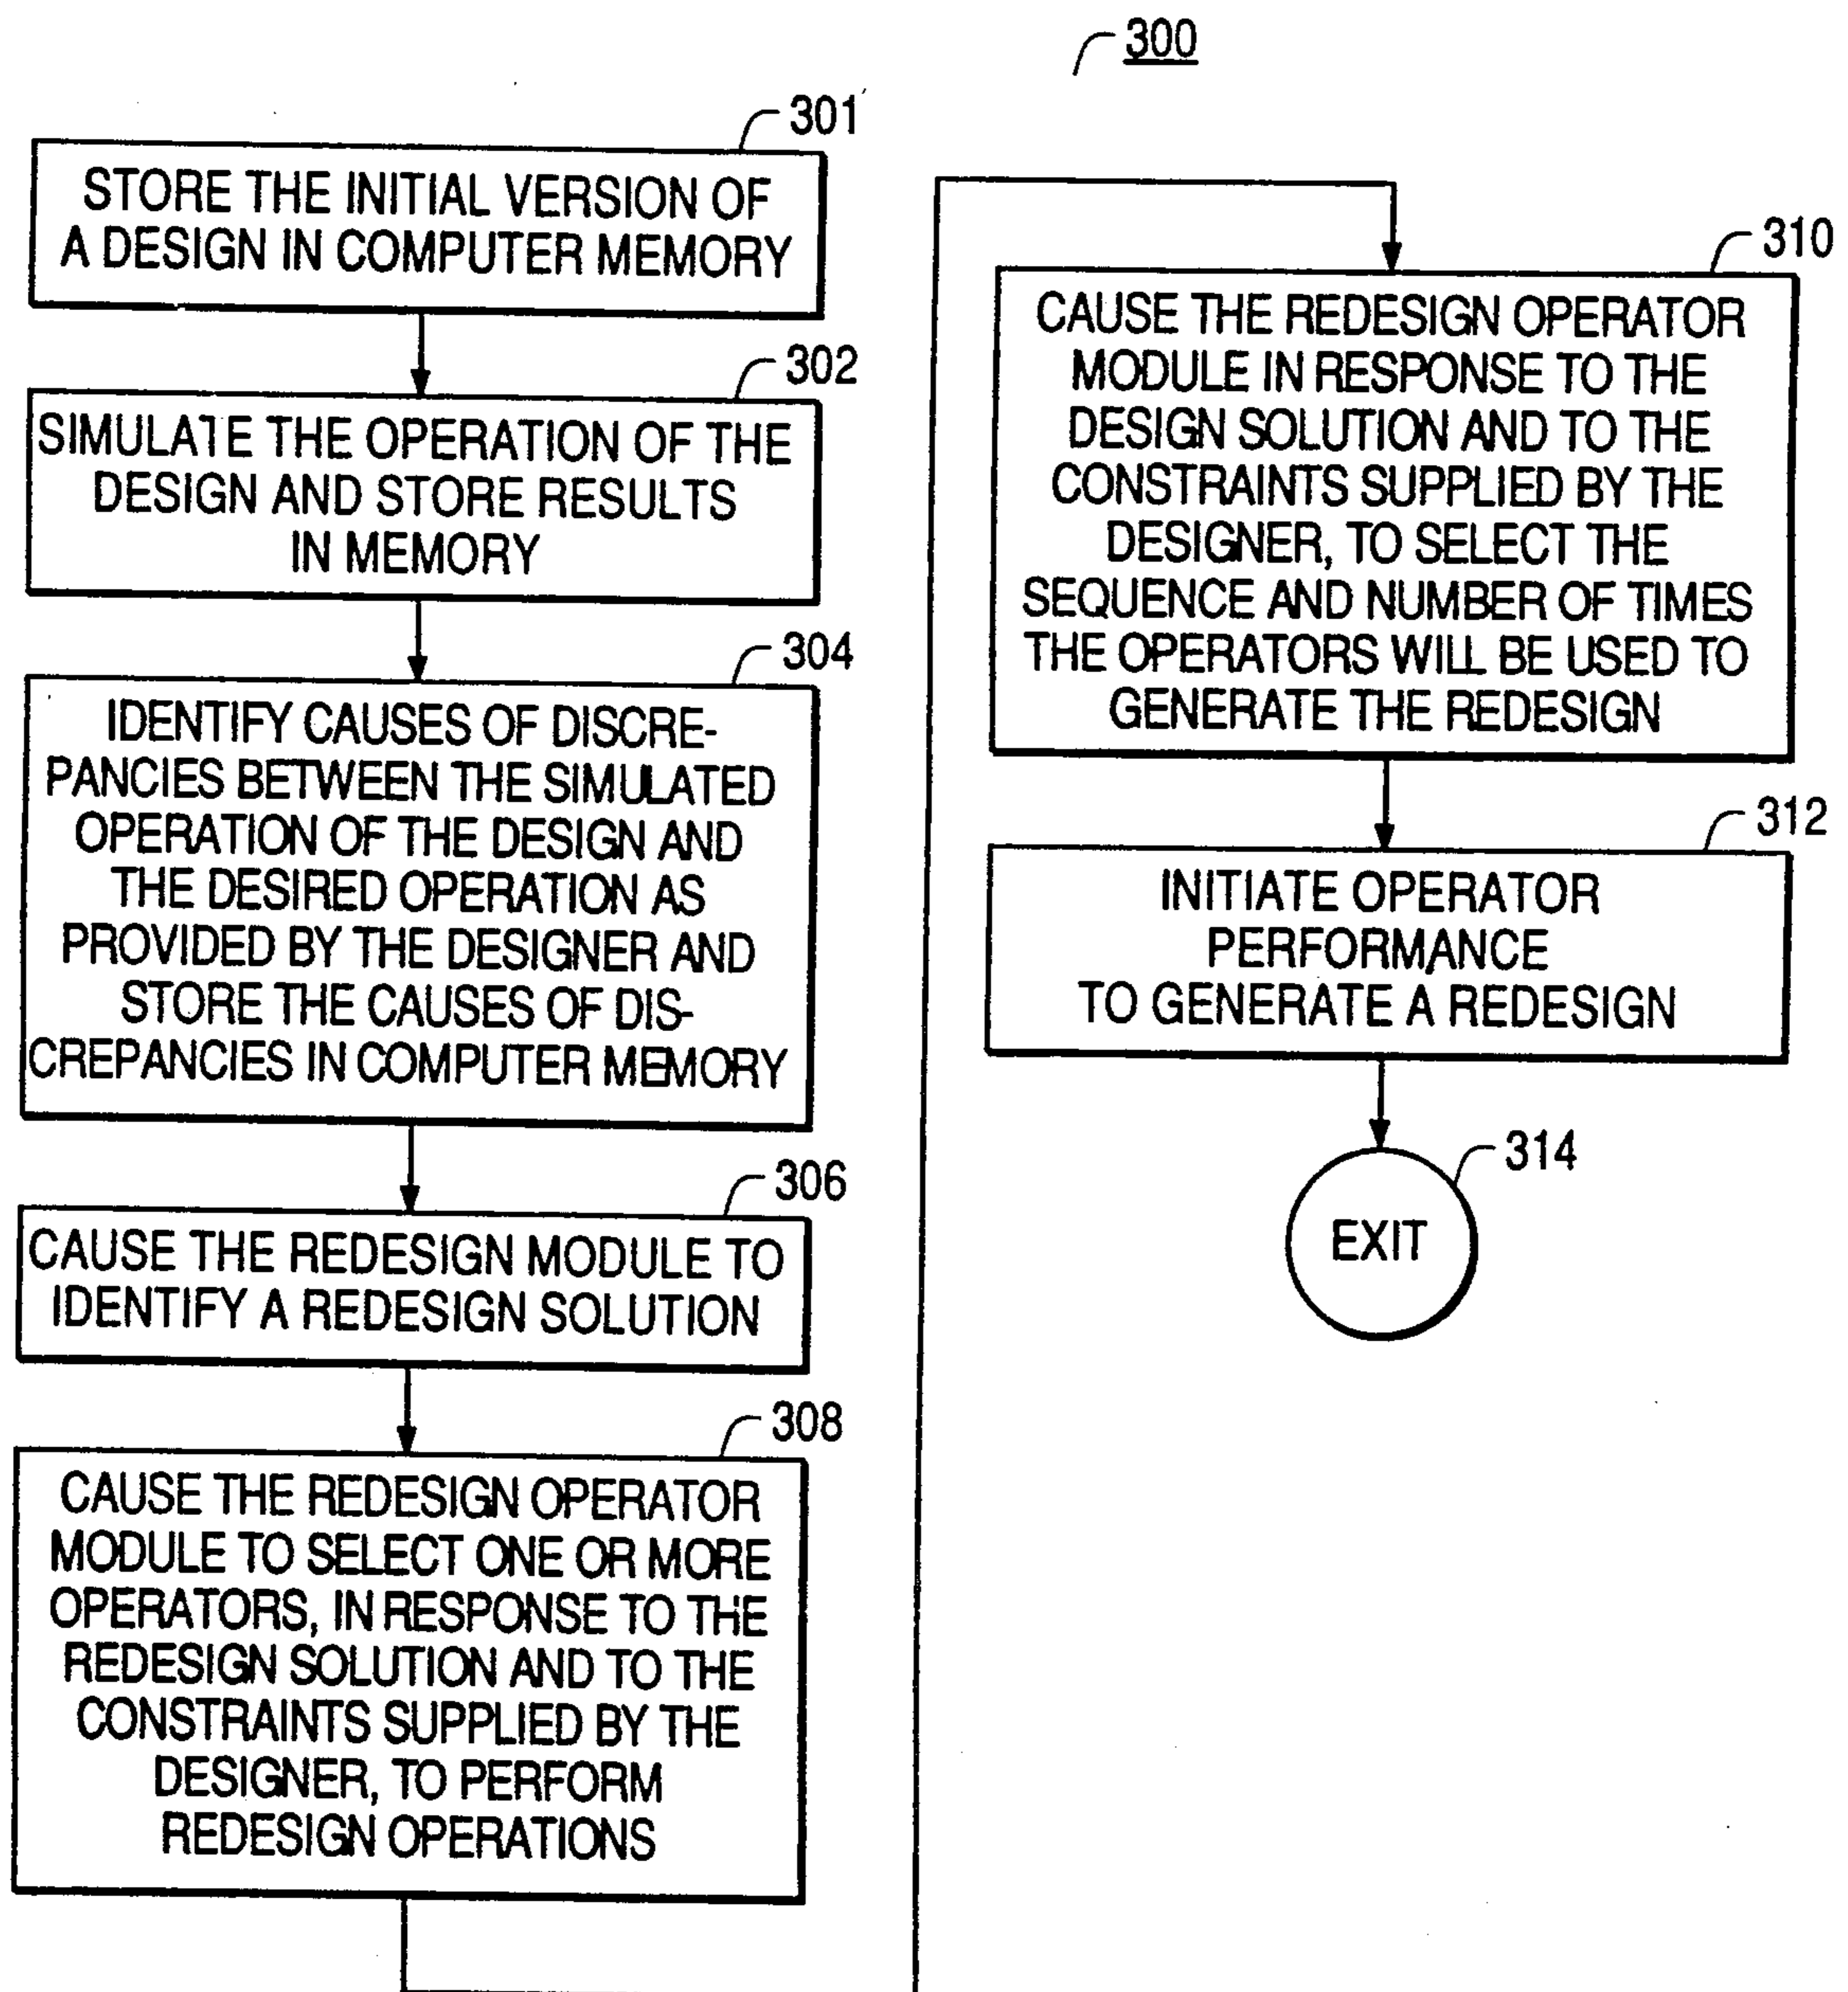 300
301
STORE THE INITIAL VERSION OF
A DESIGN IN COMPUTER MEMORY
302
SIMULATE THE OPERATION OF THE
DESIGN AND STORE RESULTS
IN MEMORY
304
IDENTIFY CAUSES OF DISCRE-
PANCIES BETWEEN THE SIMULATED
OPERATION OF THE DESIGN AND
THE DESIRED OPERATION AS
PROVIDED BY THE DESIGNER AND
STORE THE CAUSES OF DIS-
CREPANCIES IN COMPUTER MEMORY
306
CAUSE THE REDESIGN MODULE TO
IDENTIFY A REDESIGN SOLUTION
308
CAUSE THE REDESIGN OPERATOR
MODULE TO SELECT ONE OR MORE
OPERATORS, IN RESPONSE TO THE
REDESIGN SOLUTION AND TO THE
CONSTRAINTS SUPPLIED BY THE
DESIGNER, TO PERFORM
REDESIGN OPERATIONS
310
CAUSE THE REDESIGN OPERATOR
MODULE IN RESPONSE TO THE
DESIGN SOLUTION AND TO THE
CONSTRAINTS SUPPLIED BY THE
DESIGNER, TO SELECT THE
SEQUENCE AND NUMBER OF TIMES
THE OPERATORS WILL BE USED TO
GENERATE THE REDESIGN
312
INITIATE OPERATOR
PERFORMANCE
TO GENERATE A REDESIGN
314
EXIT